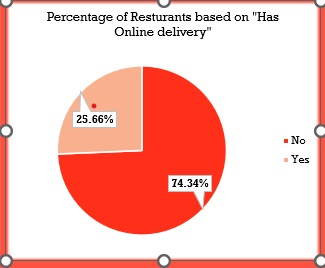 Percentage of Resturants based on "Has
Online delivery"
25.66%
74.34%
No
Yes